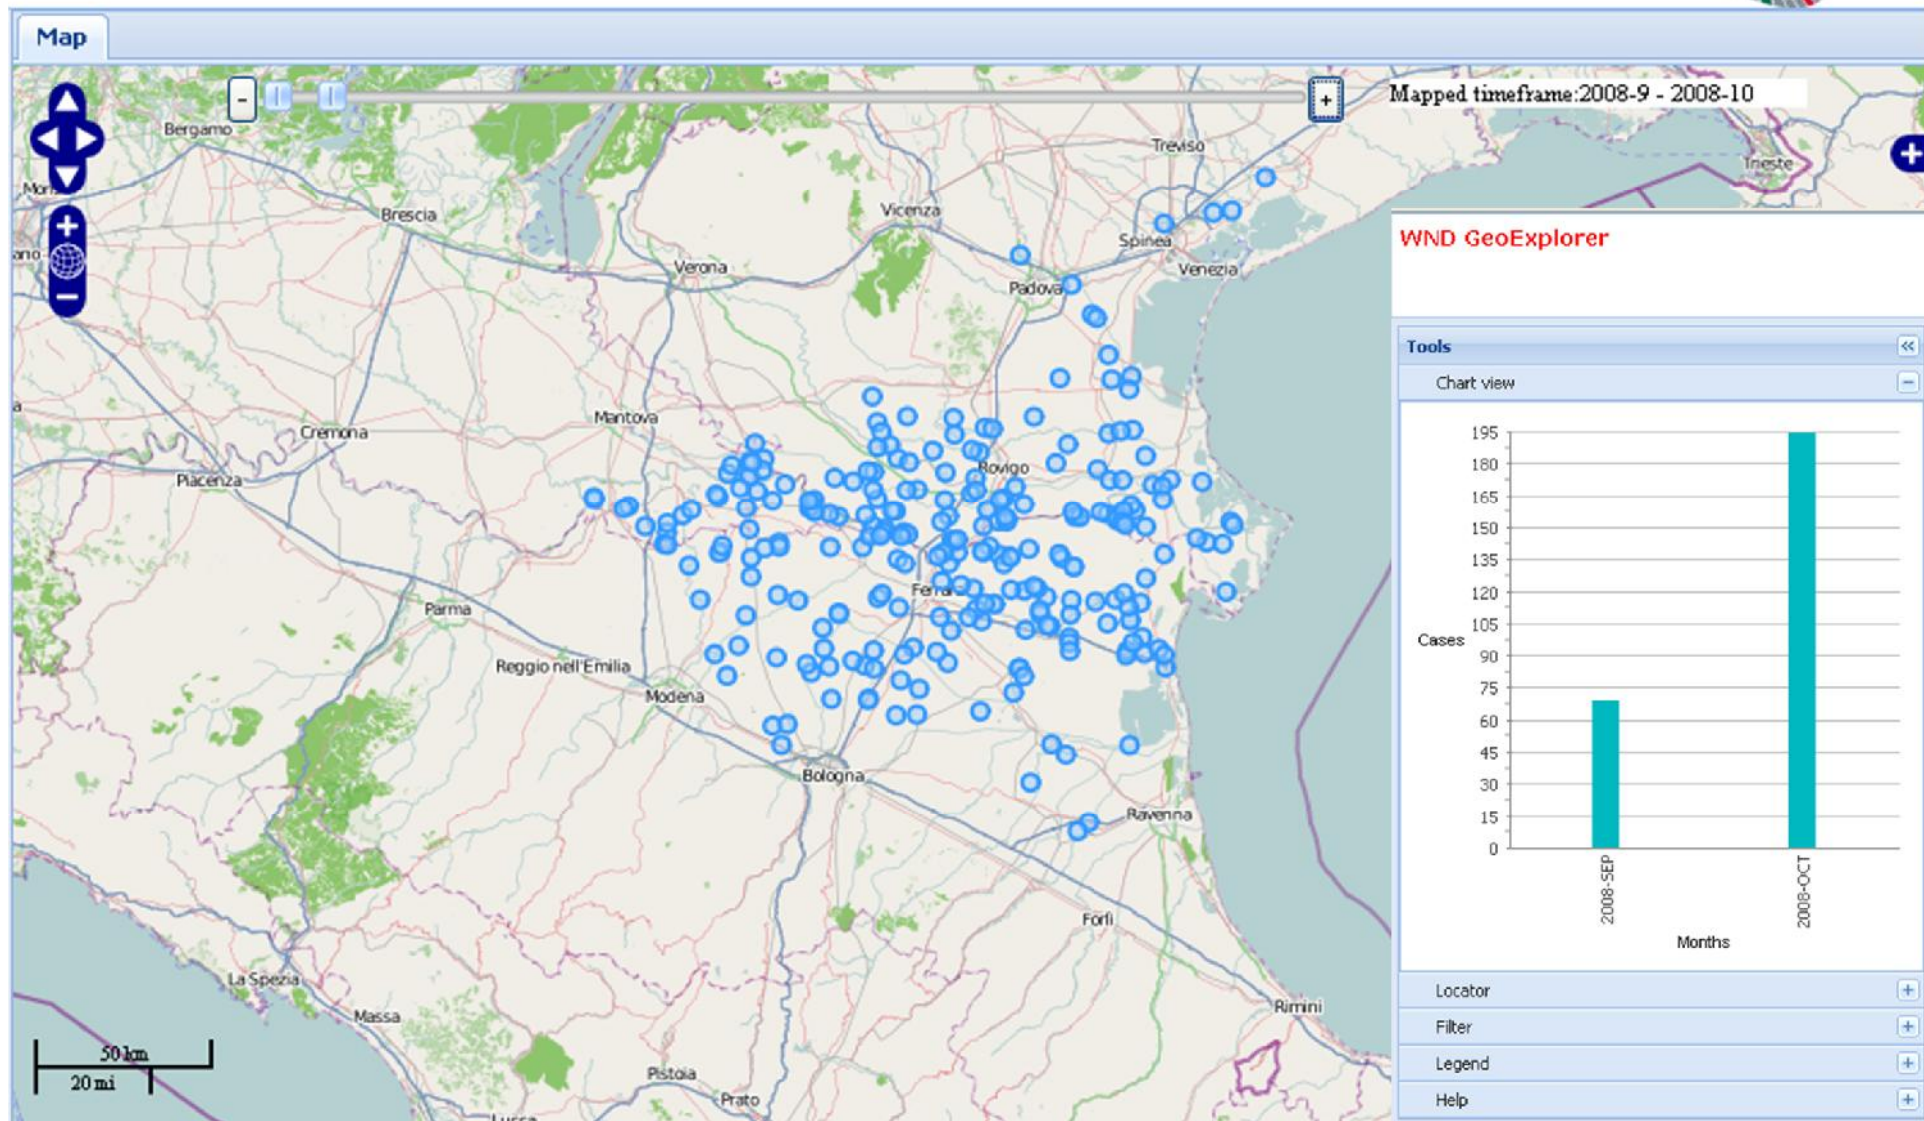 Map
-
+
Mapped timeframe:2008-9 - 2008-10
Bergamo
Treviso
Trieste
Brescia
Vicenza
Spinea
Verona
Venezia
Padova
WND GeoExplorer
Tools
Chart view
Mantova
Cremona
Rovigo
Piacenza
Parma
Reggio nell'Emilia
Modena
Bologna
Ravenna
Forlì
La Spezia
Massa
Rimini
Pistoia
Prato
50 km
20 mi
195
180
165
150
135
120
105
Cases
90
75
60
45
30
15
0
2008-SEP
2008-OCT
Months
Locator
Filter
Legend
Help